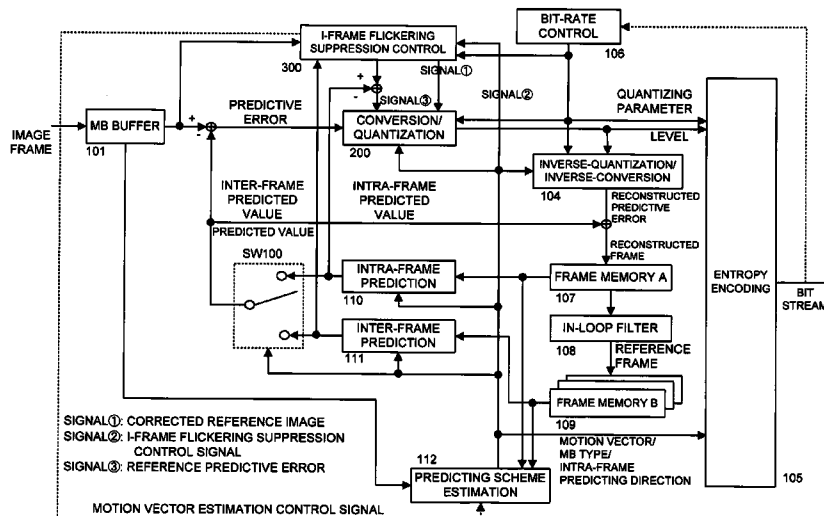 I-FRAME FLICKERING
SUPPRESSION CONTROL
300
BIT-RATE
CONTROL
106
SIGNAL①
SIGNAL②
+
-
SIGNAL③
QUANTIZING
PARAMETER
IMAGE
FRAME
MB BUFFER
101
+
-
PREDICTIVE
ERROR
CONVERSION/
QUANTIZATION
200
LEVEL
INVERSE-QUANTIZATION/
INVERSE-CONVERSION
104
INTER-FRAME
PREDICTED
VALUE
INTRA-FRAME
PREDICTED
VALUE
RECONSTRUCTED
PREDICTIVE
ERROR
PREDICTED VALUE
RECONSTRUCTED
FRAME
SW100
INTRA-FRAME
PREDICTION
110
FRAME MEMORY A
107
ENTROPY
ENCODING
BIT
STREAM
INTER-FRAME
PREDICTION
111
IN-LOOP FILTER
108
REFERENCE
FRAME
FRAME MEMORY B
109
SIGNAL①: CORRECTED REFERENCE IMAGE
SIGNAL②: I-FRAME FLICKERING SUPPRESSION
CONTROL SIGNAL
SIGNAL③: REFERENCE PREDICTIVE ERROR
MOTION VECTOR/
MB TYPE/
INTRA-FRAME
PREDICTING DIRECTION
112
PREDICTING SCHEME
ESTIMATION
105
MOTION VECTOR ESTIMATION CONTROL SIGNAL